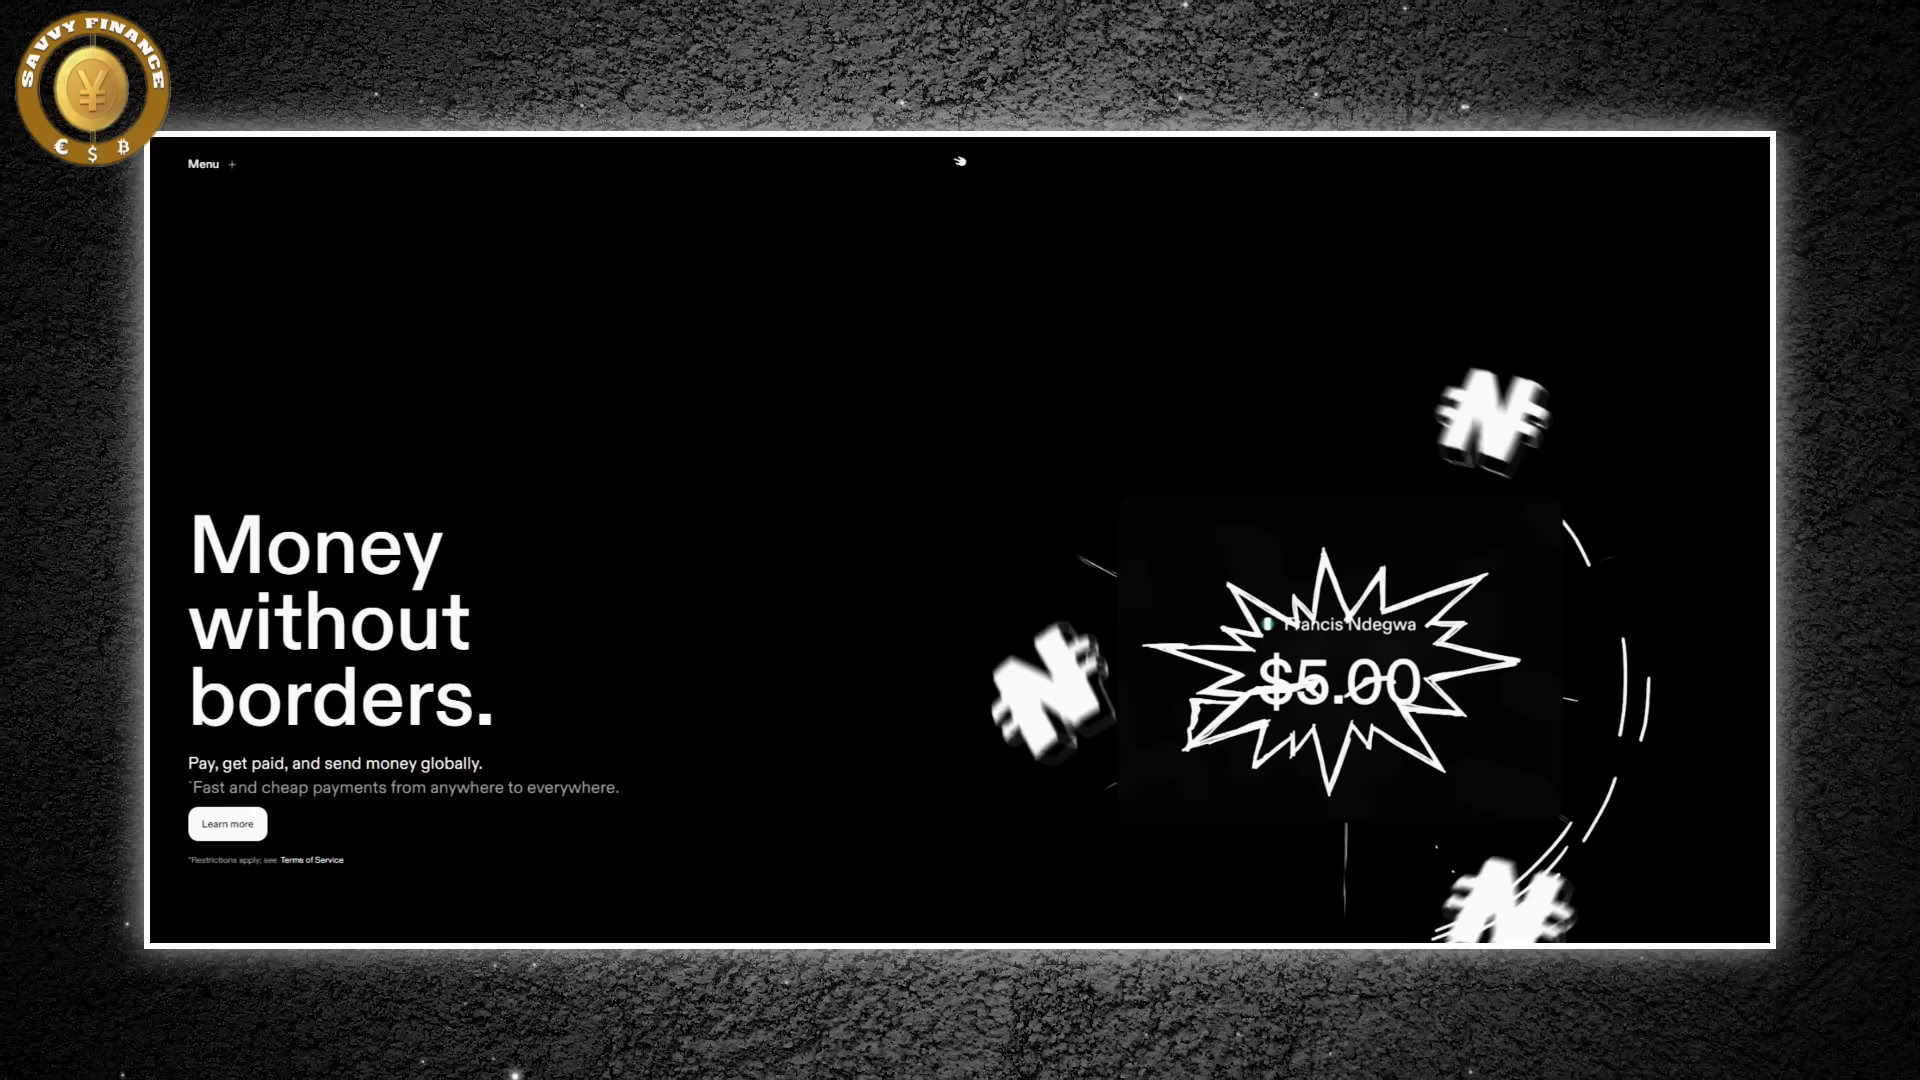 SAVVY FINANCE
¥
€ $ ₿
Menu +
Money
without
borders.
Pay, get paid, and send money globally.
`Fast and cheap payments from anywhere to everywhere.
Learn more
*Restrictions apply; see Terms of Service
₦
₦
Francis Ndegwa
$5.00
₦